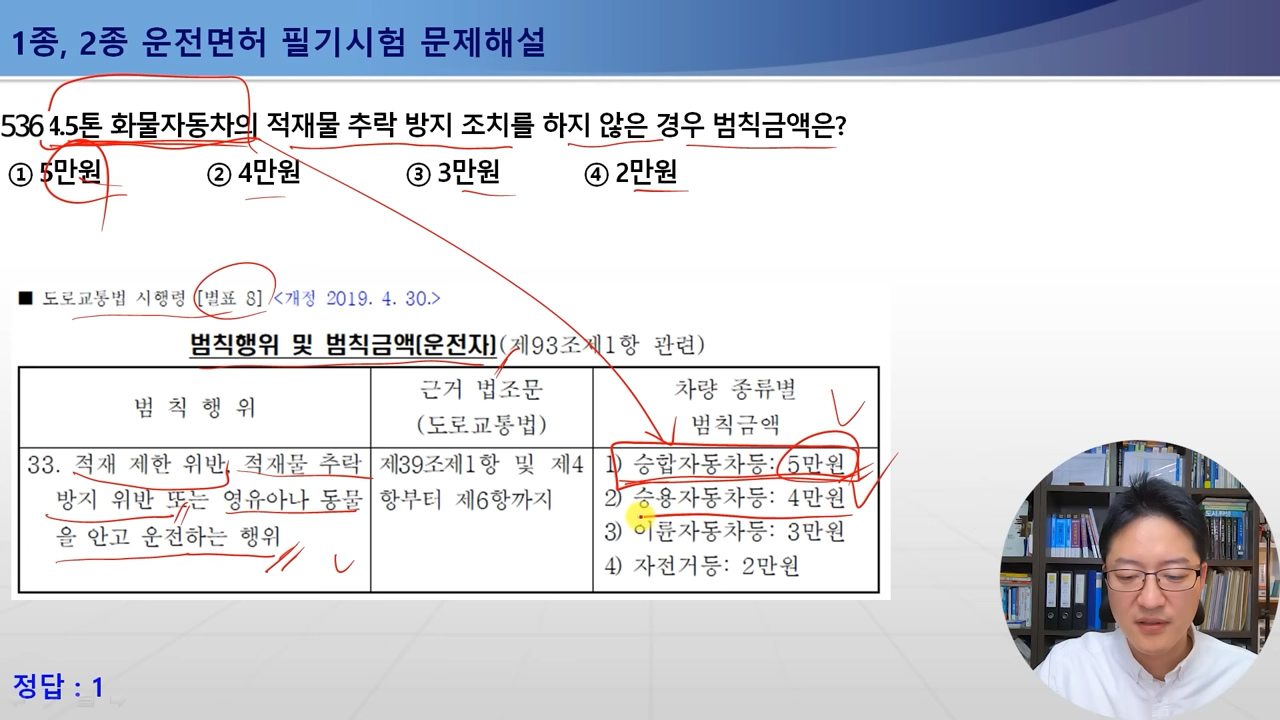 1종, 2종 운전면허 필기시험 문제해설
536 4.5톤 화물자동차의 적재물 추락 방지 조치를 하지 않은 경우 범칙금액은?
① 5만원 ② 4만원 ③ 3만원 ④ 2만원
■ 도로교통법 시행령 [별표 8] <개정 2019. 4. 30.>
범칙행위 및 범칙금액(운전자)(제93조제1항 관련)
범 칙 행 위
근거 법조문
(도로교통법)
차량 종류별
범칙금액
33. 적재 제한 위반, 적재물 추락
방지 위반 또는 영유아나 동물
을 안고 운전하는 행위
제39조제1항 및 제4
항부터 제6항까지
1) 승합자동차등: 5만원
2) 승용자동차등: 4만원
3) 이륜자동차등: 3만원
4) 자전거등: 2만원
정답 : 1